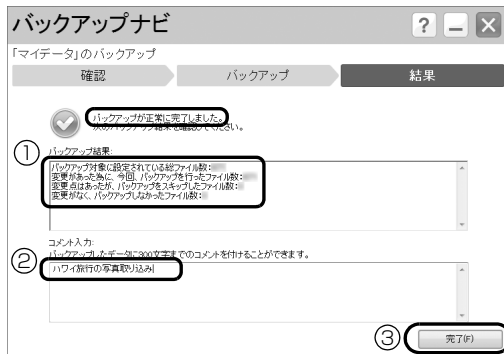 バックアップナビ
?
「マイデータ」のバックアップ
確認 バックアップ 結果
バックアップが正常に完了しました。
次のバックアップ結果を確認してください。
① バックアップ結果:
バックアップ対象に設定されている総ファイル数:
変更があった為に、今回、バックアップを行ったファイル数:
変更点はあったが、バックアップをスキップしたファイル数:
変更がなく、バックアップしなかったファイル数:
コメント入力:
バックアップしたデータに300文字までのコメントを付けることができます。
② ハワイ旅行の写真取り込み
③ 完了(F)